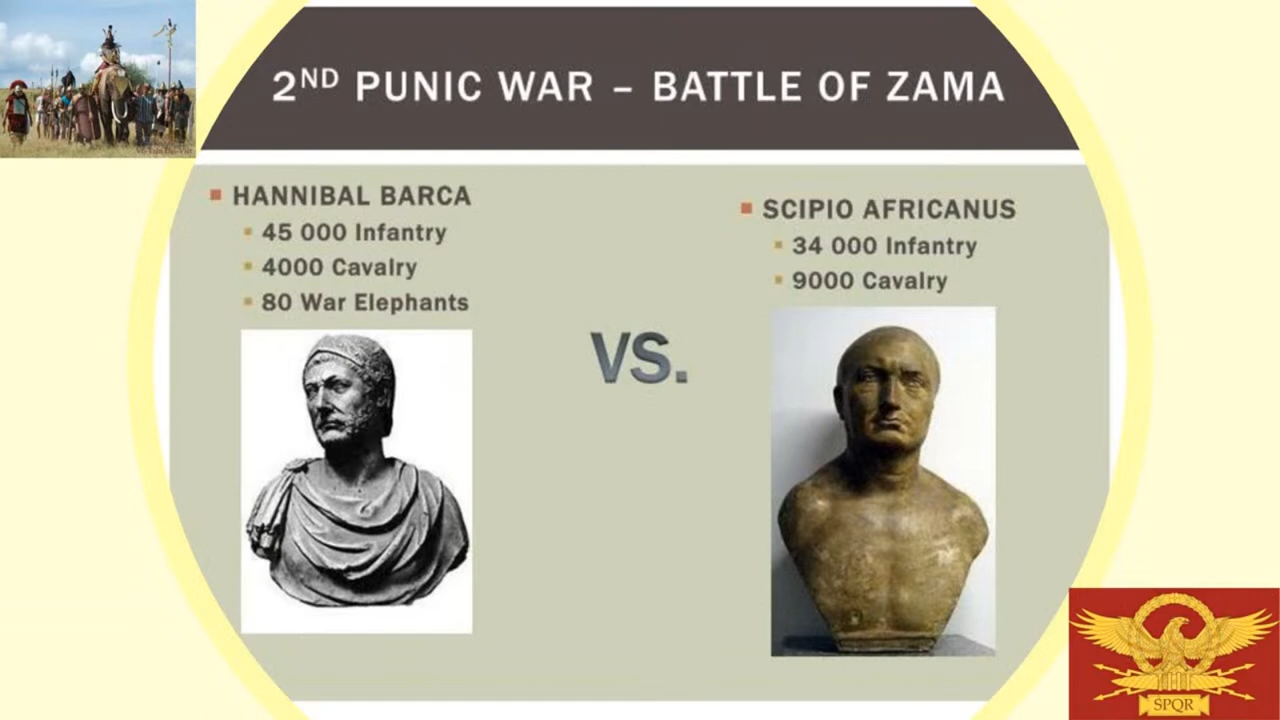 2ND PUNIC WAR – BATTLE OF ZAMA
HANNIBAL BARCA
45 000 Infantry
4000 Cavalry
80 War Elephants
VS.
SCIPIO AFRICANUS
34 000 Infantry
9000 Cavalry
SPQR